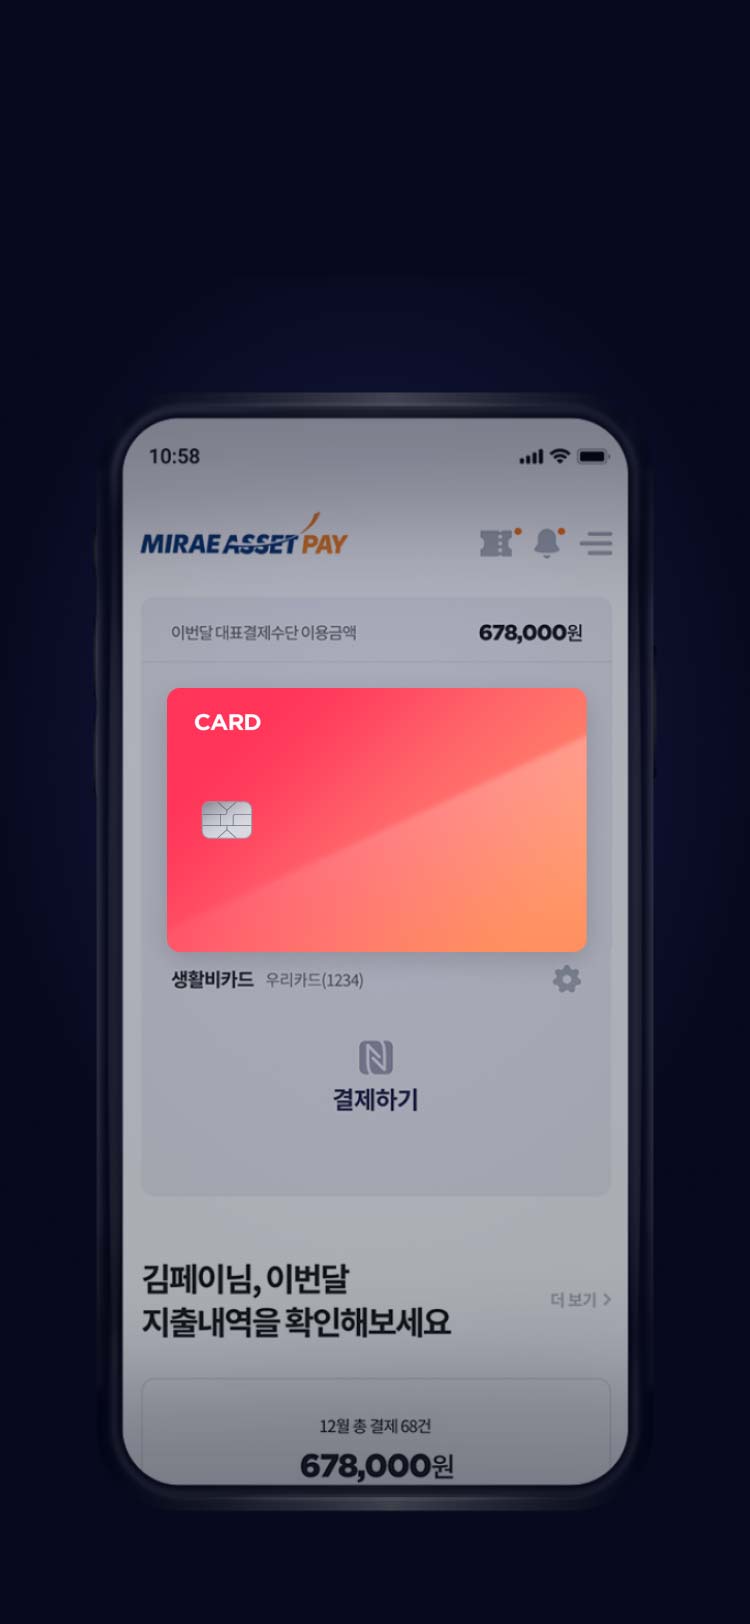 10:58
MIRAE ASSET PAY
이번달 대표결제수단 이용금액 678,000원
CARD
생활비카드 우리카드(1234)
결제하기
김페이님, 이번달
지출내역을 확인해보세요
더 보기 >
12월 총 결제 68건
678,000원